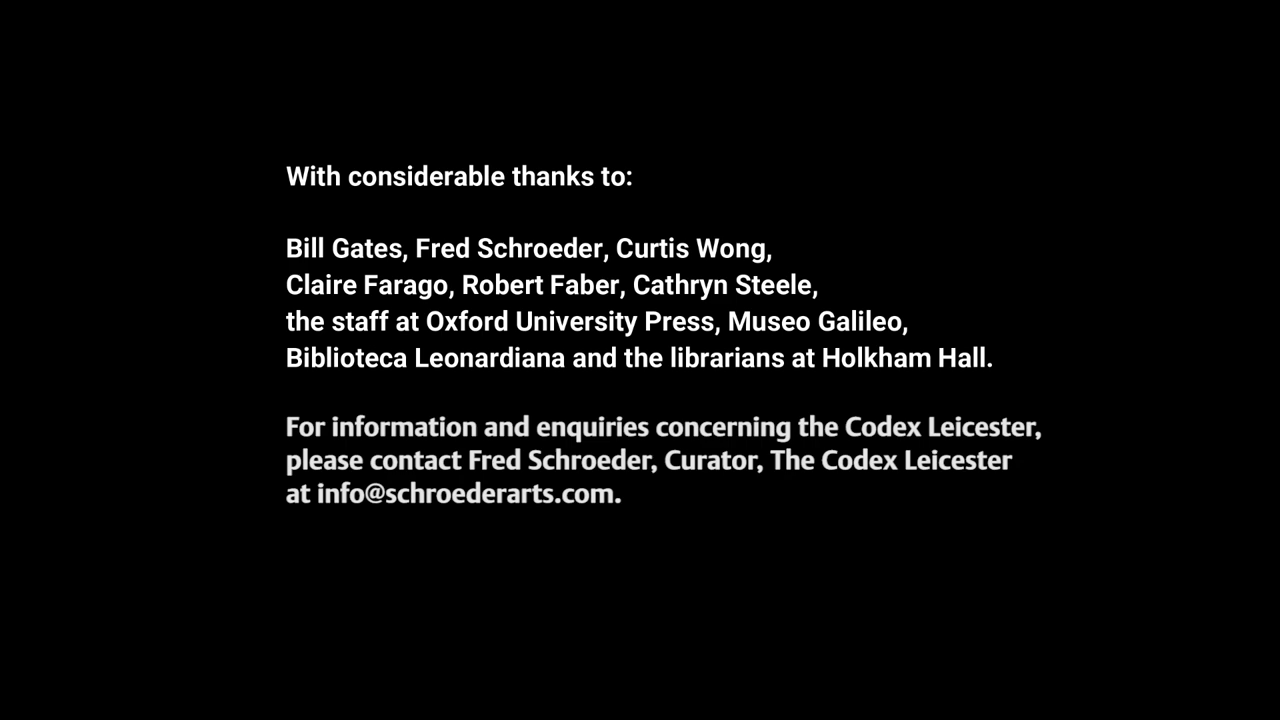 With considerable thanks to:
Bill Gates, Fred Schroeder, Curtis Wong,
Claire Farago, Robert Faber, Cathryn Steele,
the staff at Oxford University Press, Museo Galileo,
Biblioteca Leonardiana and the librarians at Holkham Hall.
For information and enquiries concerning the Codex Leicester,
please contact Fred Schroeder, Curator, The Codex Leicester
at info@schroederarts.com.